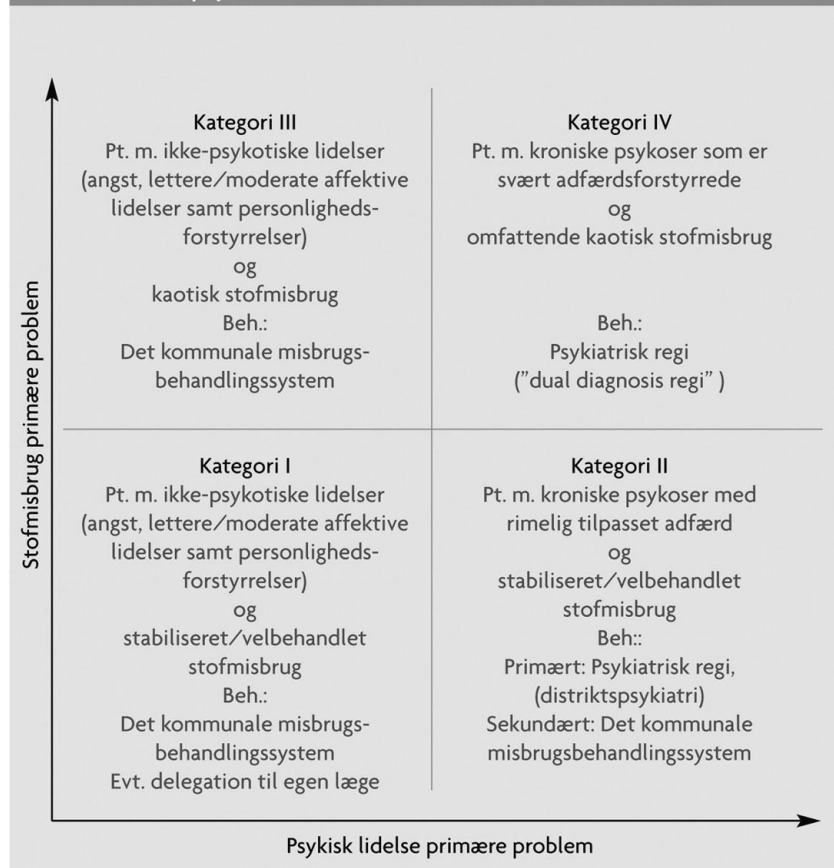 Kategori III
Pt. m. ikke-psykotiske lidelser
(angst, lettere/moderate affektive
lidelser samt personligheds-
forstyrrelser)
og
kaotisk stofmisbrug
Beh.:
Det kommunale misbrugs-
behandlingssystem
Kategori IV
Pt. m. kroniske psykoser som er
svært adfærdsforstyrrede
og
omfattende kaotisk stofmisbrug
Beh.:
Psykiatrisk regi
(”dual diagnosis regi” )
Kategori I
Pt. m. ikke-psykotiske lidelser
(angst, lettere/moderate affektive
lidelser samt personligheds-
forstyrrelser)
og
stabiliseret/velbehandlet
stofmisbrug
Beh.:
Det kommunale misbrugs-
behandlingssystem
Evt. delegation til egen læge
Kategori II
Pt. m. kroniske psykoser med
rimelig tilpasset adfærd
og
stabiliseret/velbehandlet
stofmisbrug
Beh::
Primært: Psykiatrisk regi,
(distriktspsykiatri)
Sekundært: Det kommunale
misbrugsbehandlingssystem
Stofmisbrug primære problem
Psykisk lidelse primære problem